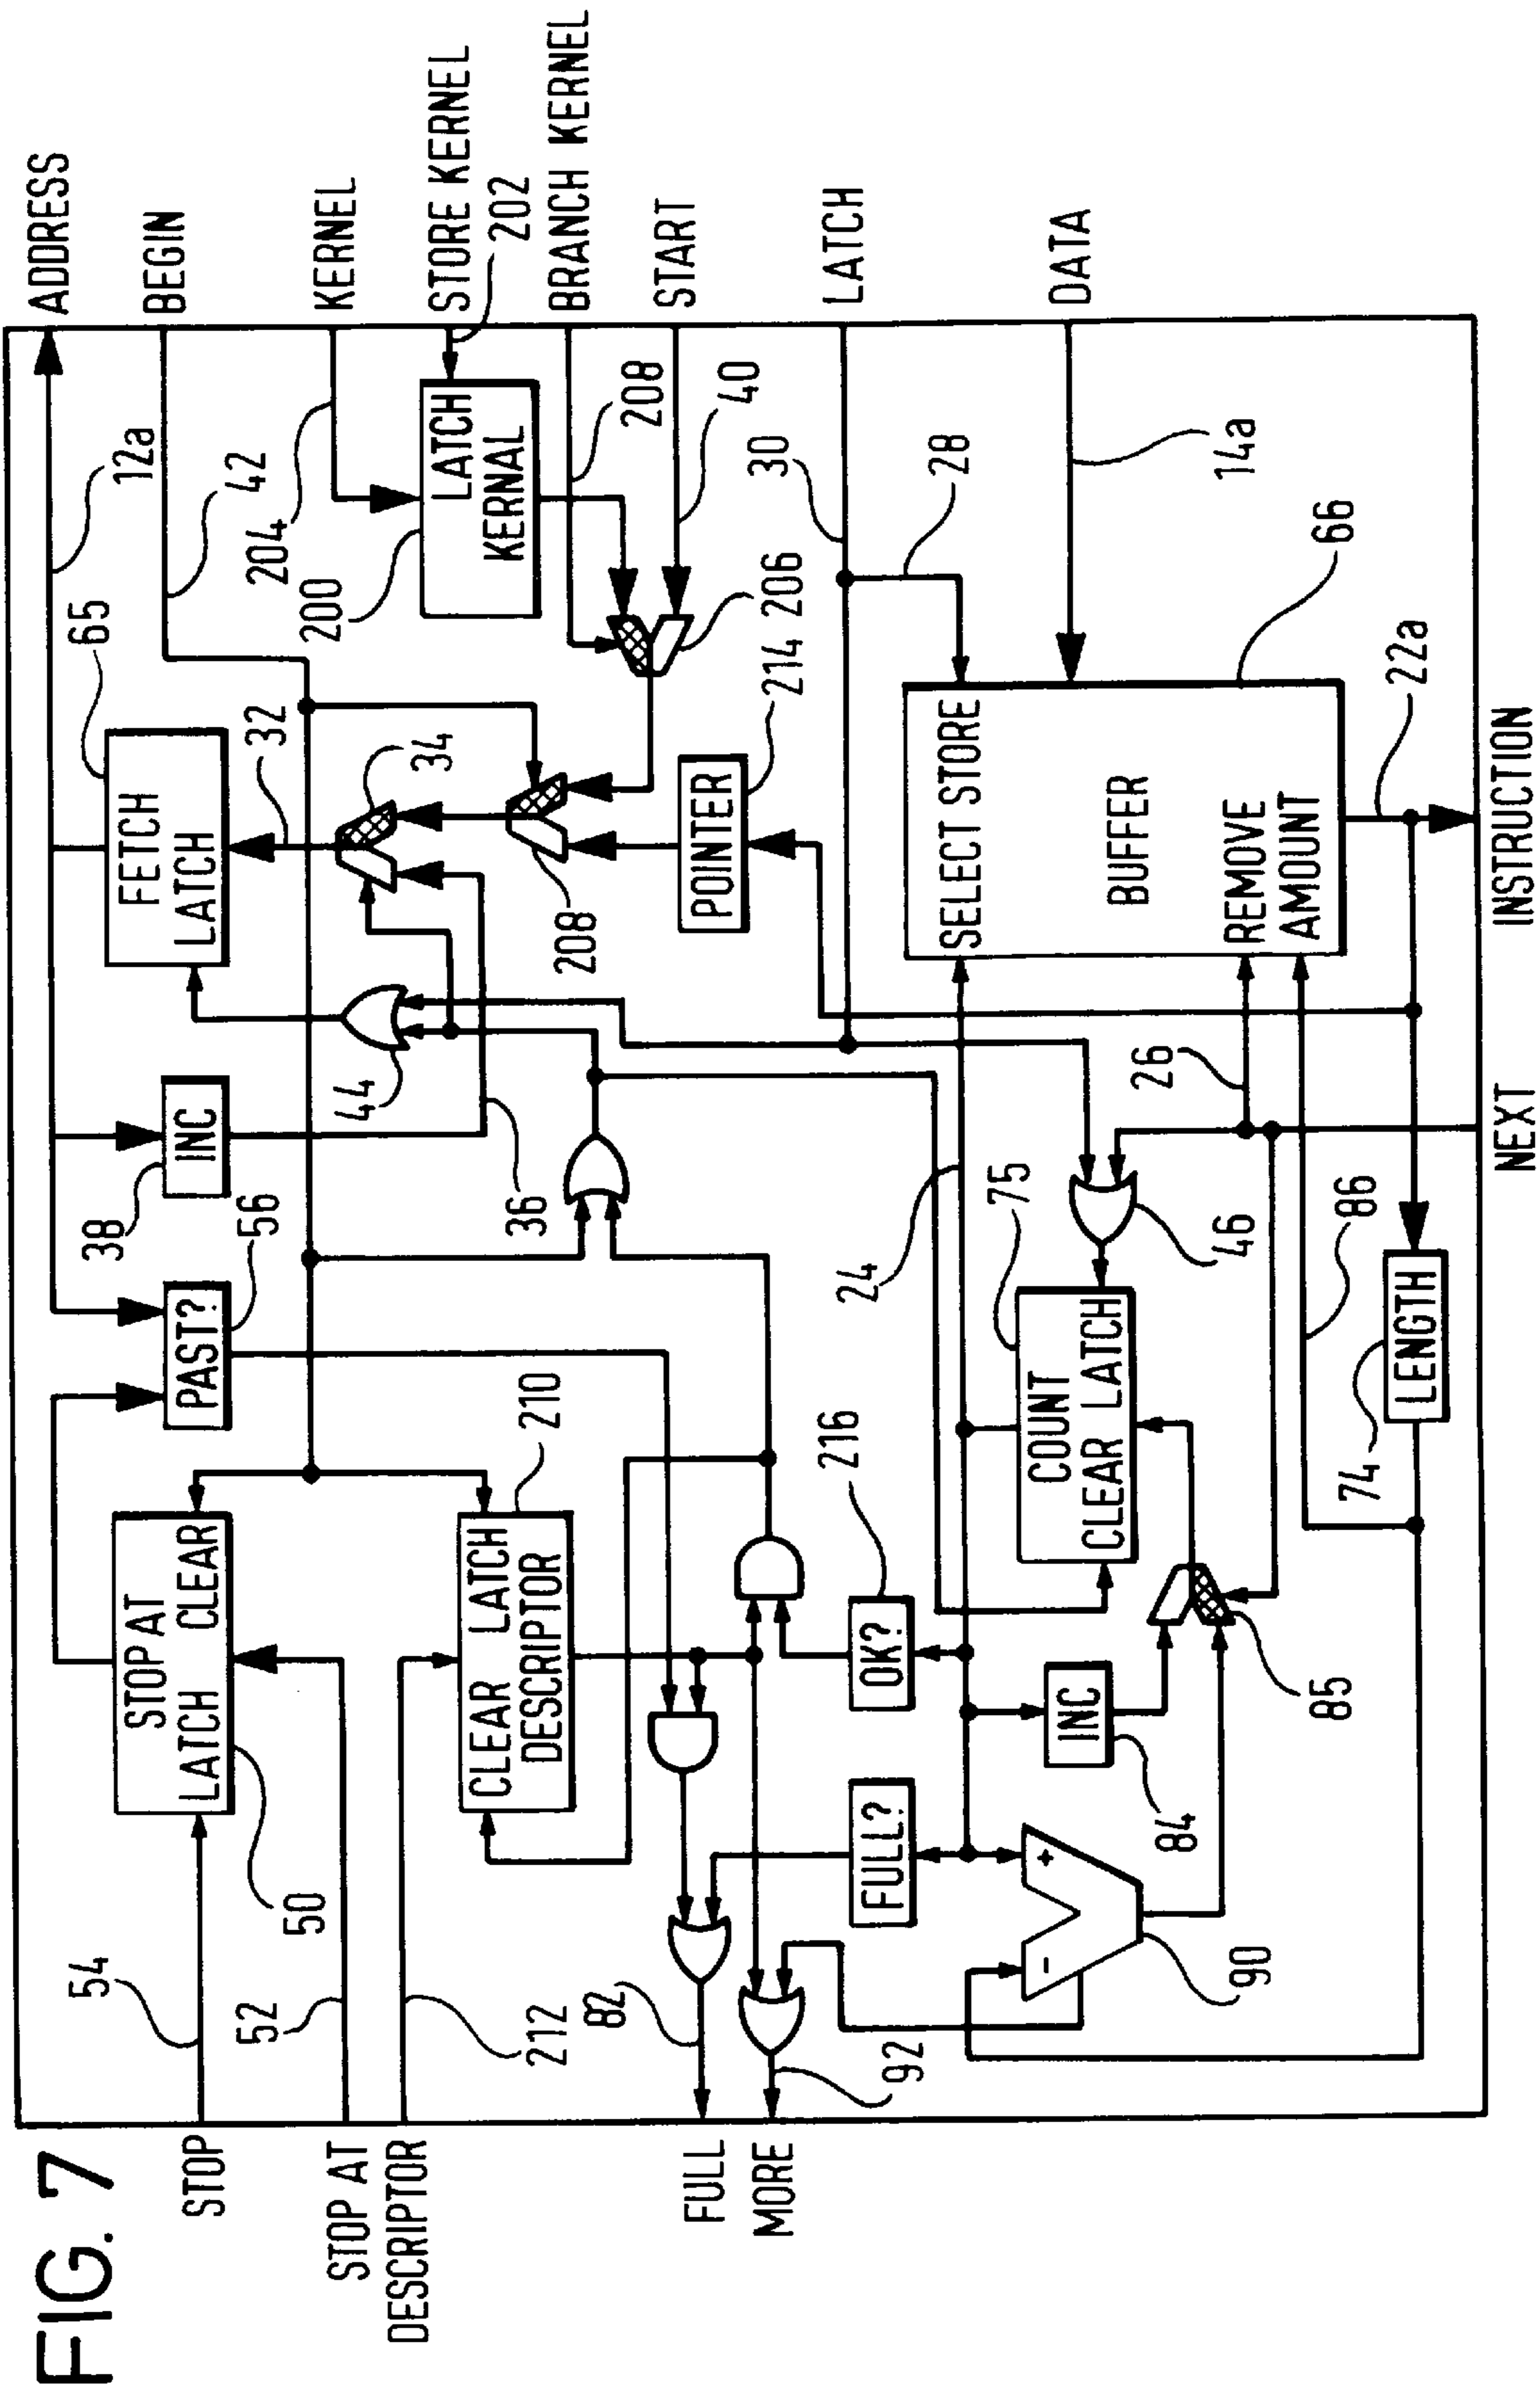 FIG. 7
ADDRESS
BEGIN
KERNEL
STORE KERNEL
202
BRANCH KERNEL
START
LATCH
DATA
12a
42
204
200
LATCH
KERNAL
208
40
30
28
14a
65
FETCH
LATCH
32
34
208
206
214
POINTER
SELECT STORE
BUFFER
REMOVE
AMOUNT
66
22a
INSTRUCTION
38
INC
44
36
26
NEXT
PAST?
56
24
75
COUNT
CLEAR LATCH
46
86
LENGTH
74
STOP AT
LATCH CLEAR
50
54
52
212
210
CLEAR LATCH
DESCRIPTOR
216
OK?
FULL?
INC
84
85
+
-
90
82
92
STOP
STOP AT
DESCRIPTOR
FULL
MORE